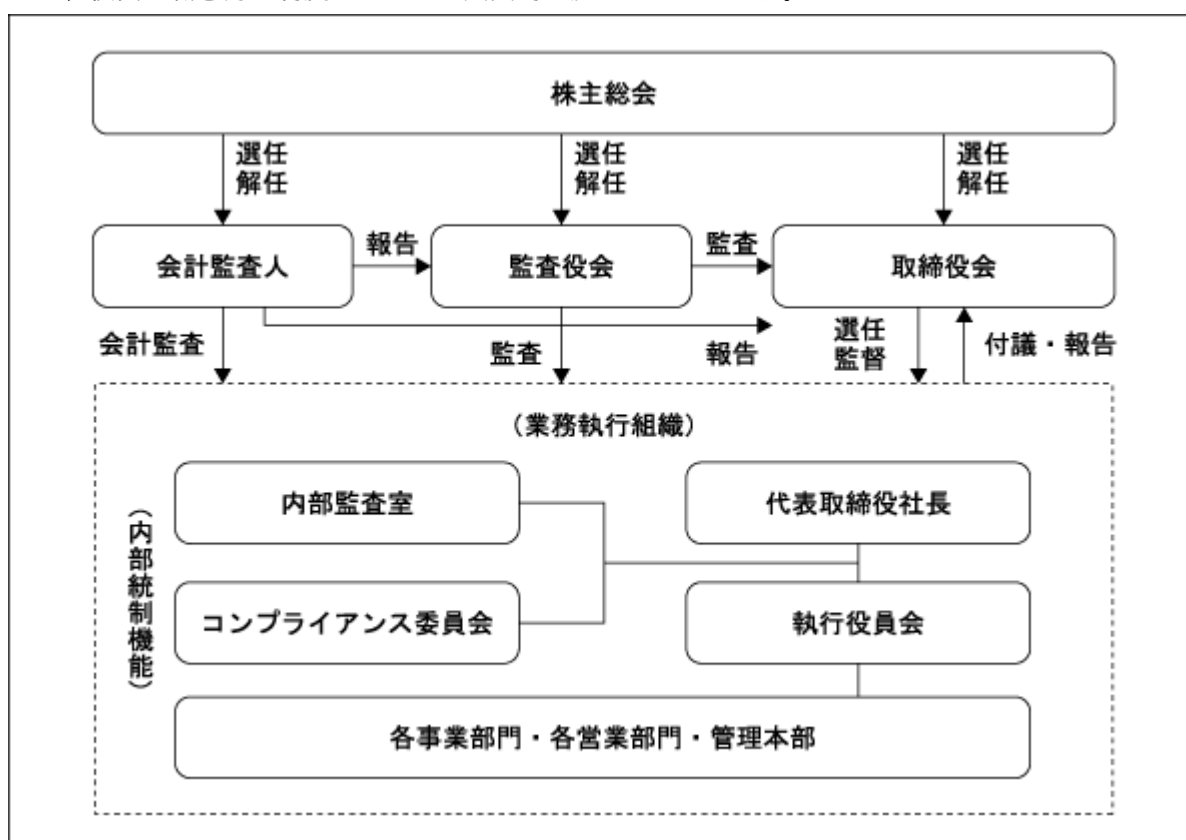 株主総会
選任
解任
選任
解任
選任
解任
会計監査人
報告
監査役会
監査
取締役会
会計監査
監査
報告
選任
監督
付議・報告
（業務執行組織）
（内部統制機能）
内部監査室
代表取締役社長
コンプライアンス委員会
執行役員会
各事業部門・各営業部門・管理本部